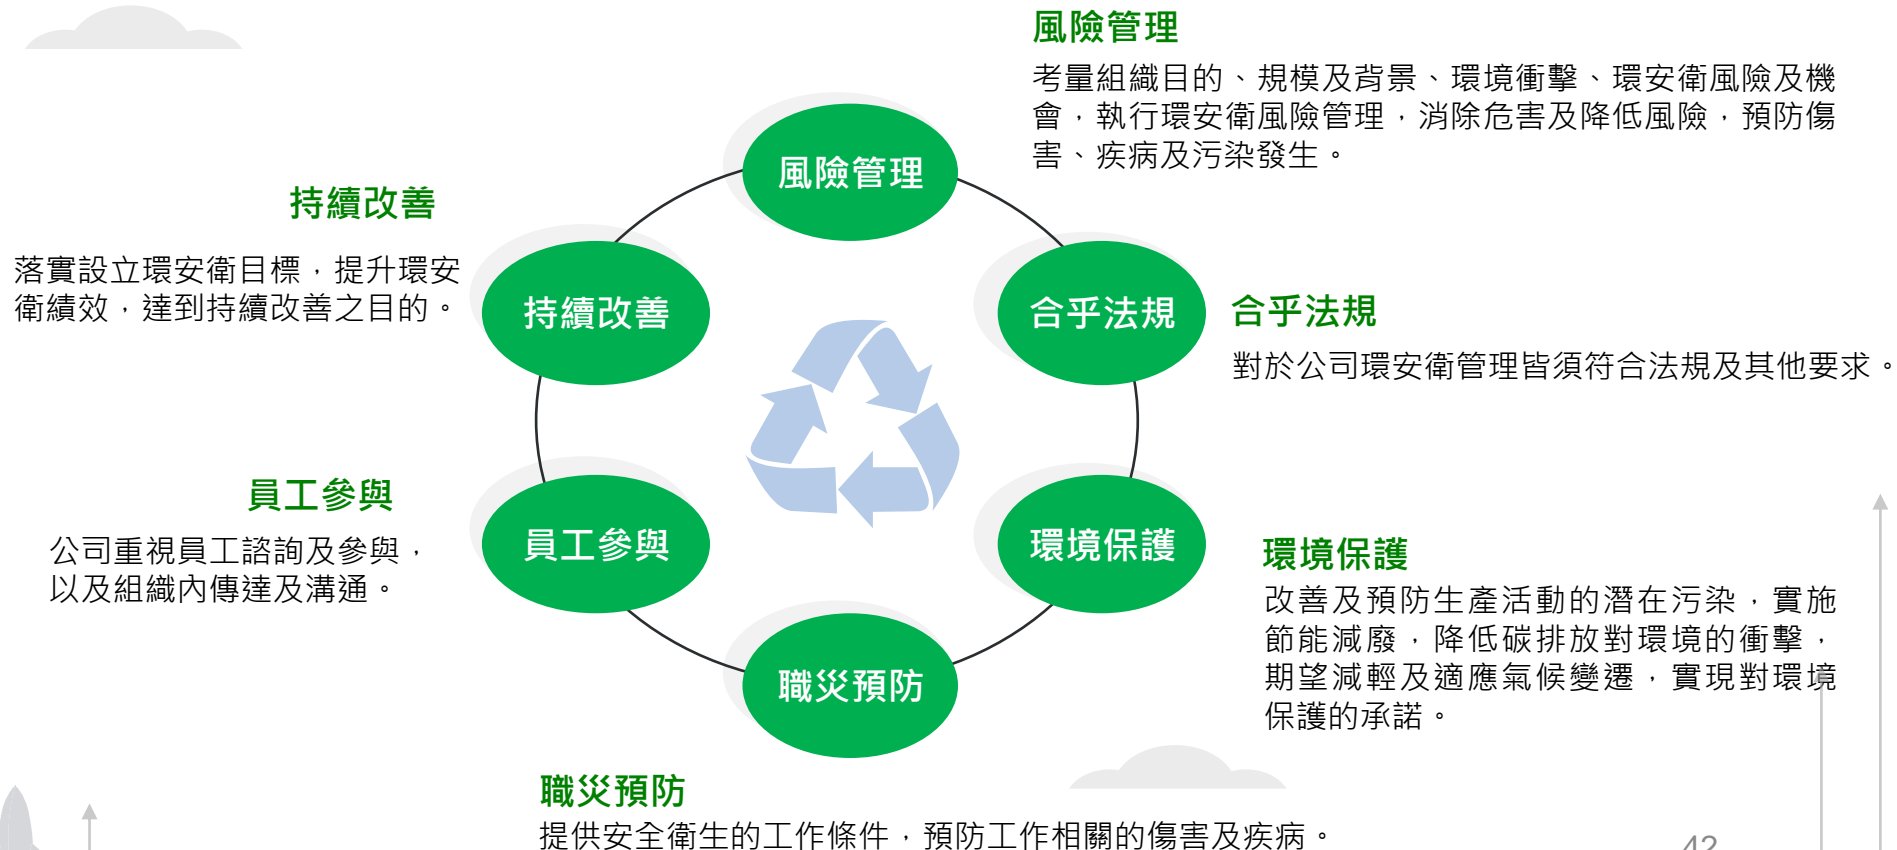 風險管理
考量組織目的、規模及背景、環境衝擊、環安衛風險及機
會，執行環安衛風險管理，消除危害及降低風險，預防傷
害、疾病及污染發生。
風險管理
持續改善
落實設立環安衛目標，提升環安
衛績效，達到持續改善之目的。
持續改善
合乎法規
合乎法規
對於公司環安衛管理皆須符合法規及其他要求。
員工參與
公司重視員工諮詢及參與，
以及組織內傳達及溝通。
員工參與
環境保護
環境保護
改善及預防生產活動的潛在污染，實施
節能減廢，降低碳排放對環境的衝擊，
期望減輕及適應氣候變遷，實現對環境
保護的承諾。
職災預防
職災預防
提供安全衛生的工作條件，預防工作相關的傷害及疾病。
42